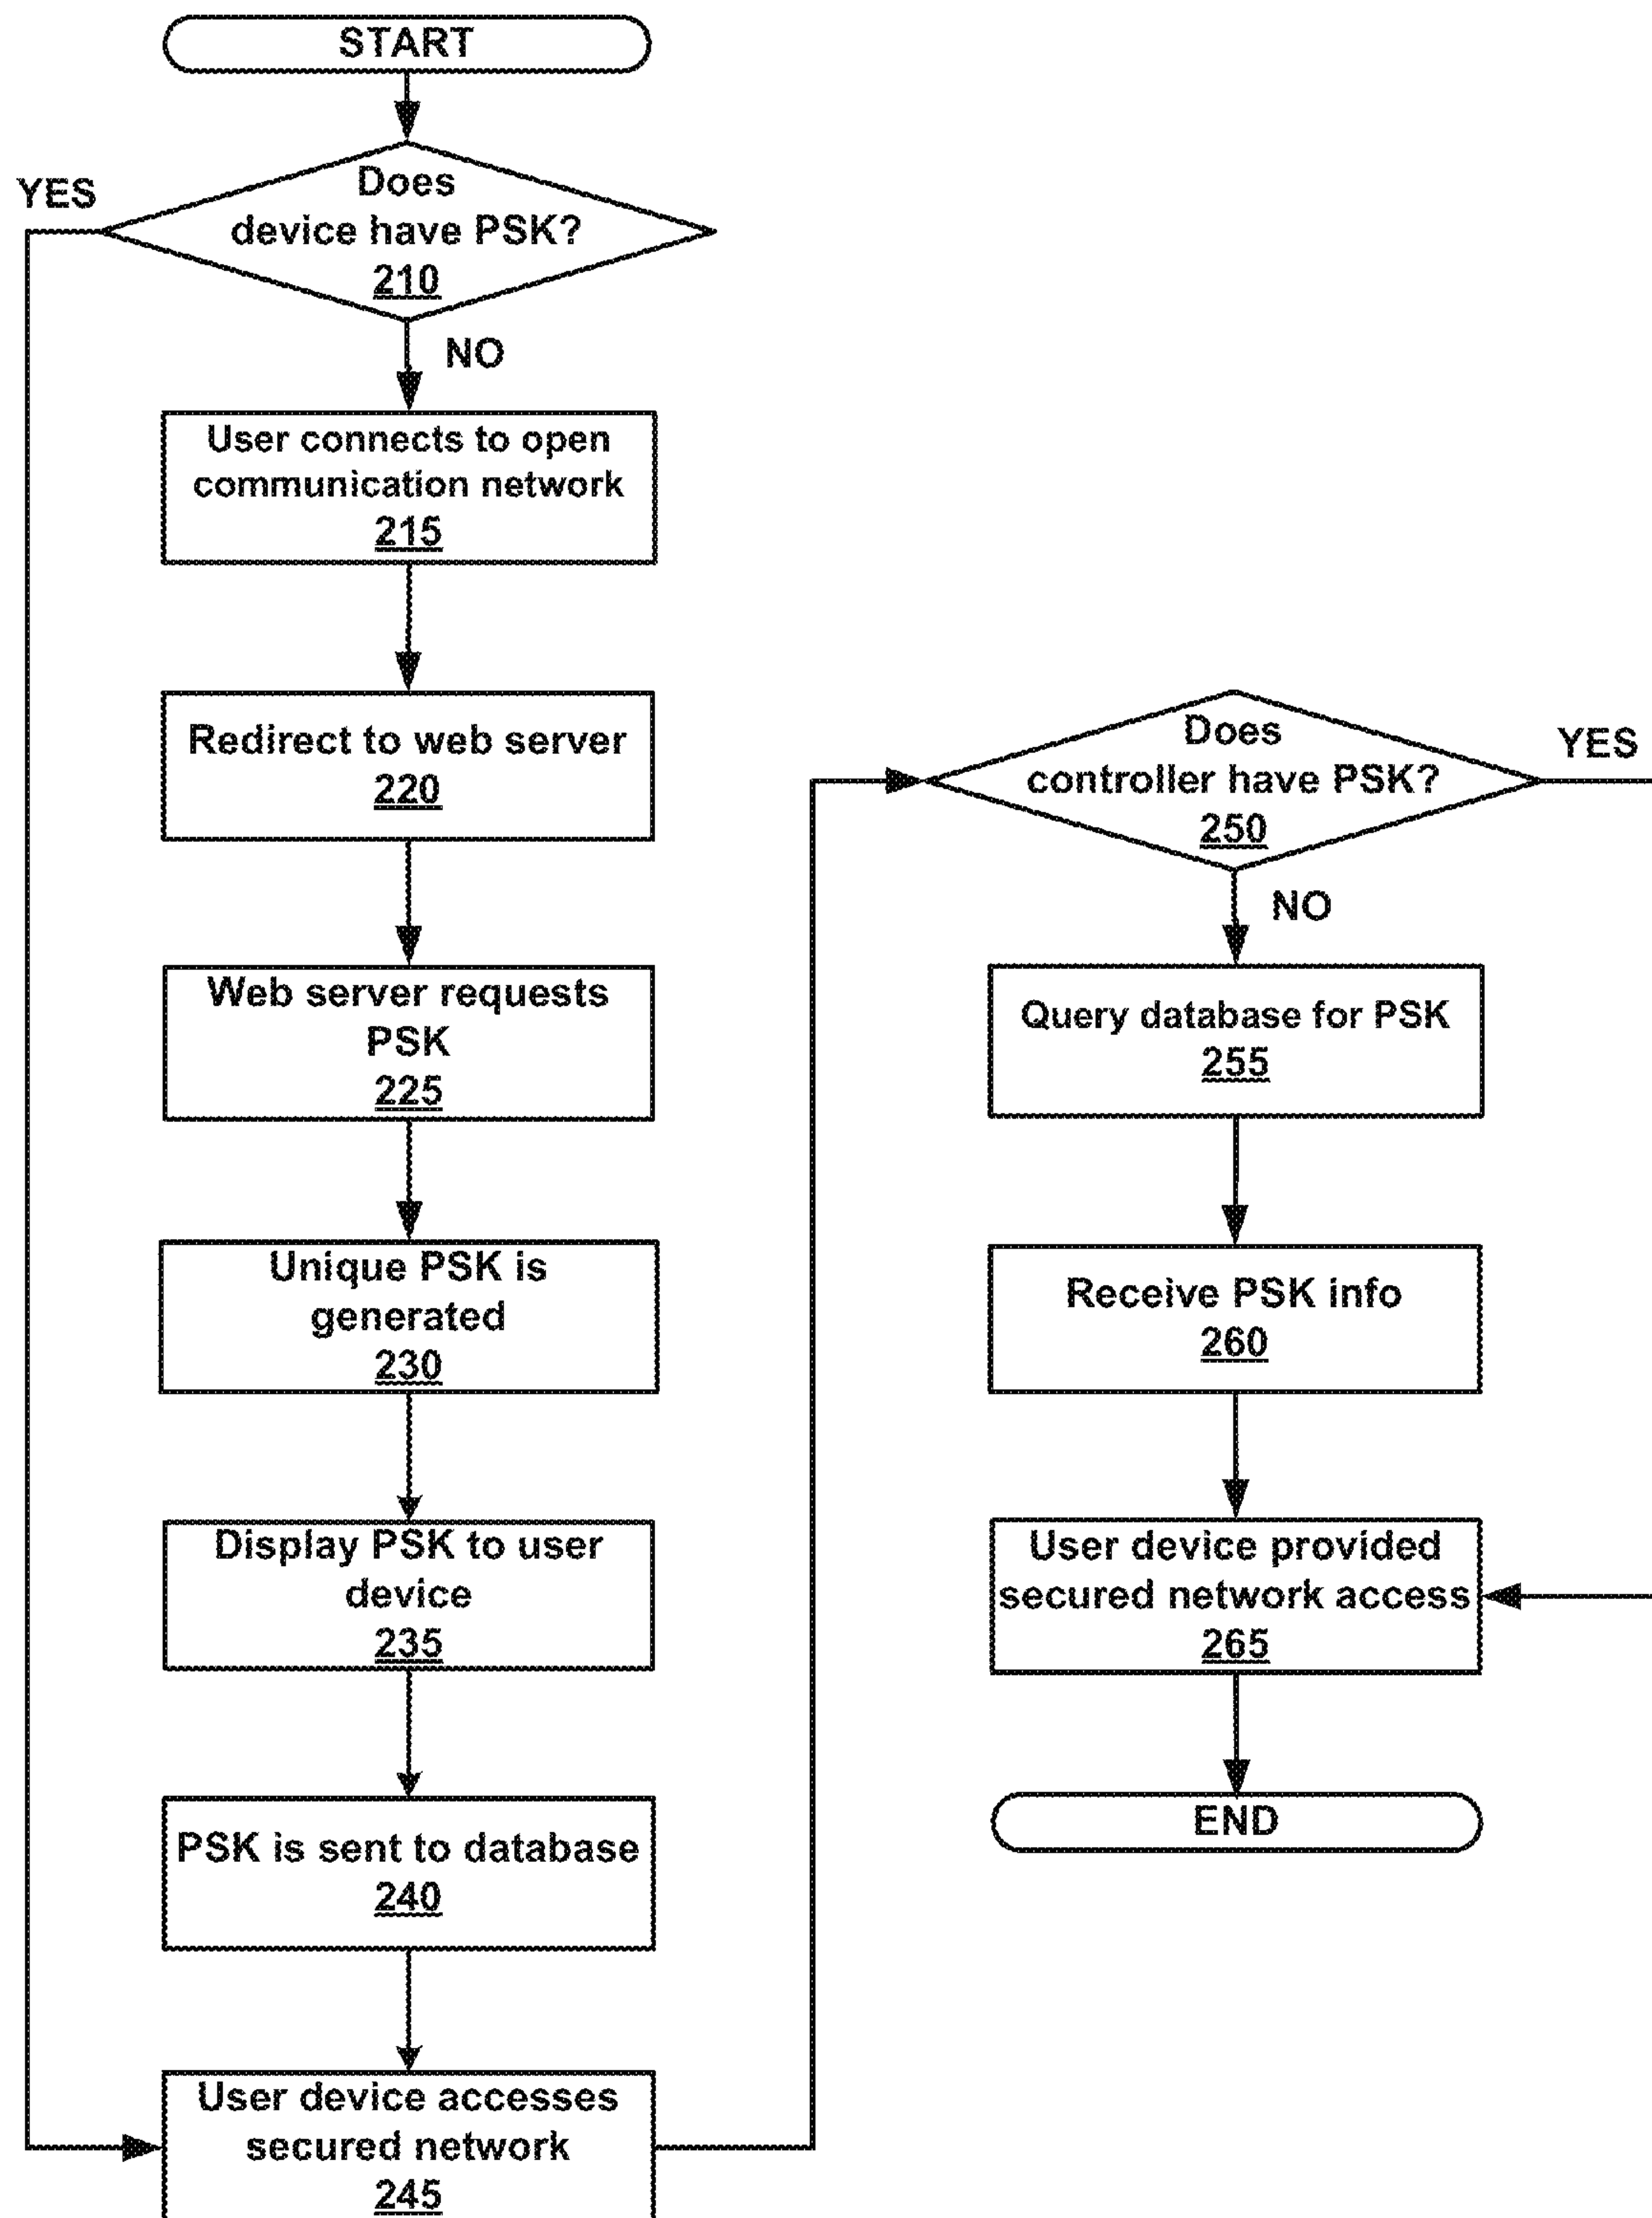 START
YES
Does
device have PSK?
210
NO
User connects to open
communication network
215
Redirect to web server
220
Web server requests
PSK
225
Unique PSK is
generated
230
Display PSK to user
device
235
PSK is sent to database
240
User device accesses
secured network
245
Does
controller have PSK?
250
YES
NO
Query database for PSK
255
Receive PSK info
260
User device provided
secured network access
265
END